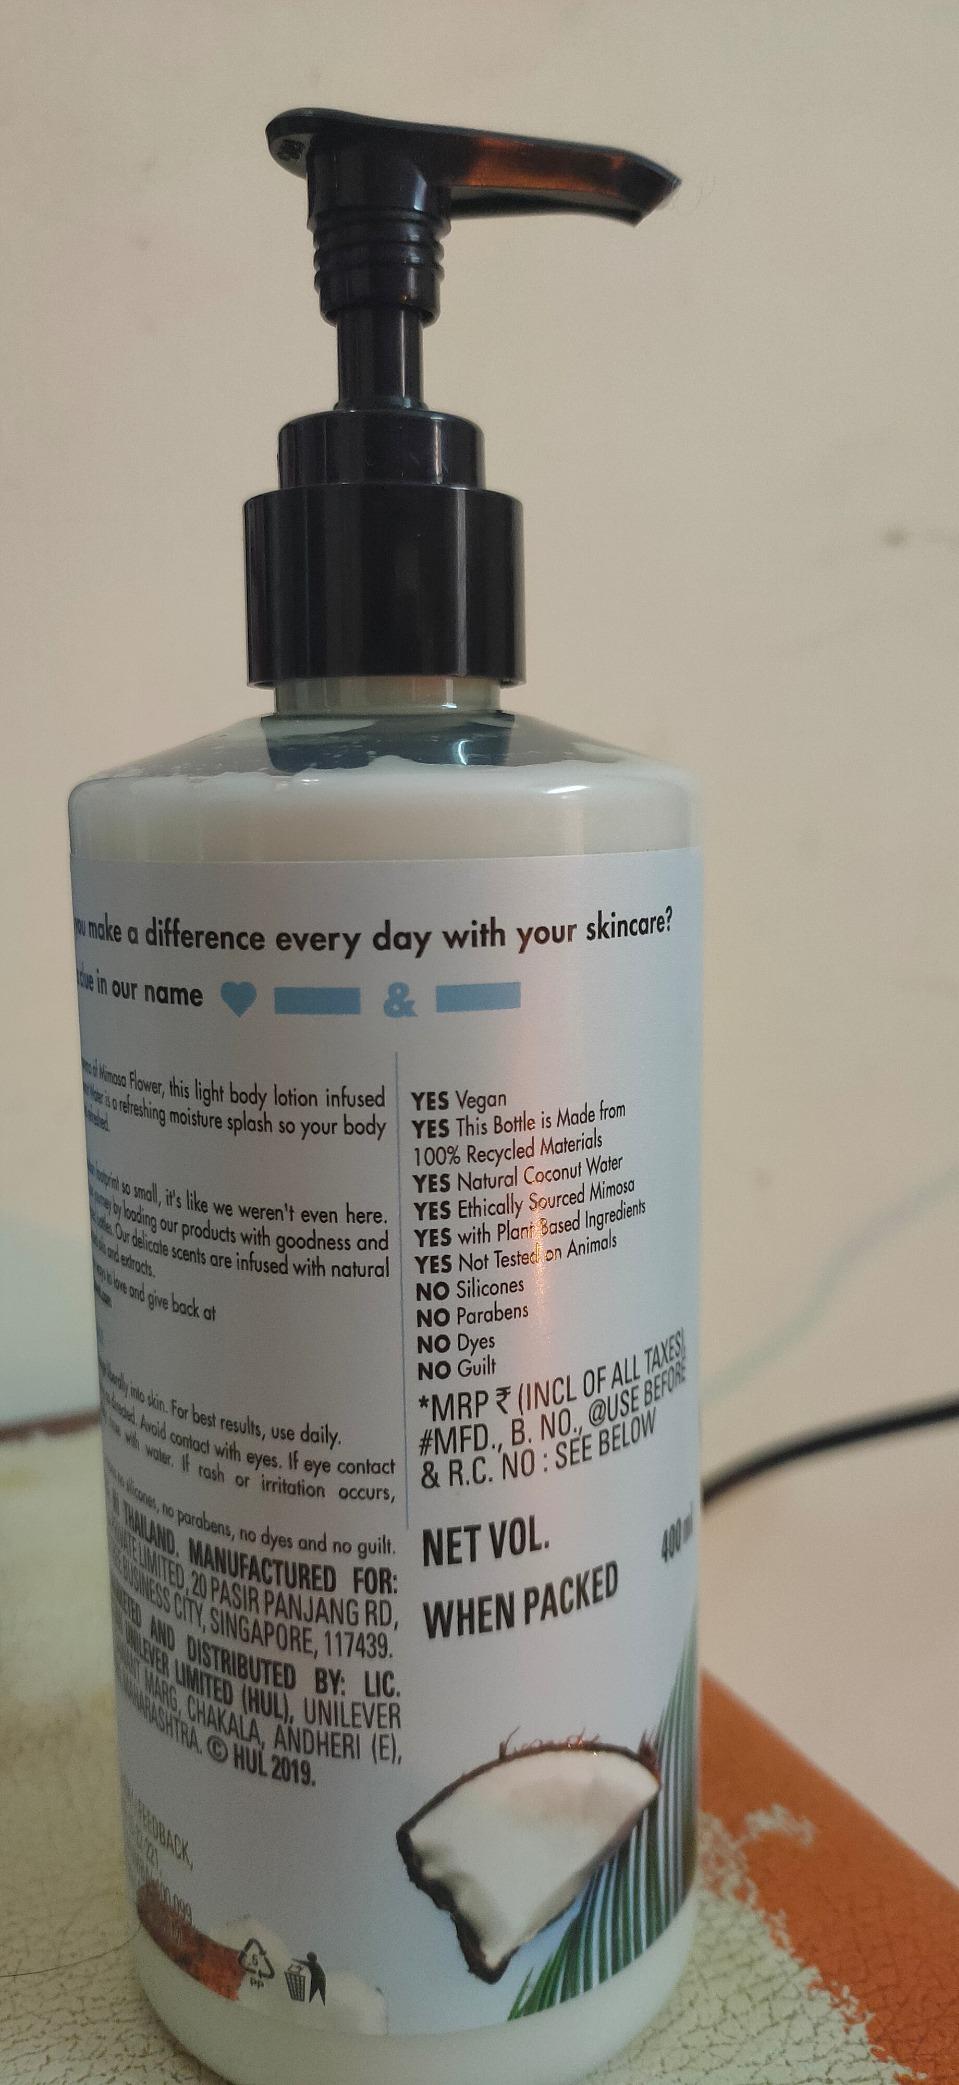 make a difference every day with your skincare?
in our name &
of Mimosa Flower, this light body lotion infused
is a refreshing moisture splash so your body
so small, it's like we weren't even here.
by loading our products with goodness and
Our delicate scents are infused with natural
and extracts.
to love and give back at
liberally into skin. For best results, use daily.
Avoid contact with eyes. If eye contact
with water. If rash or irritation occurs,
no silicones, no parabens, no dyes and no guilt.
THAILAND. MANUFACTURED FOR:
LIMITED, 20 PASIR PANJANG RD,
BUSINESS CITY, SINGAPORE, 117439.
AND DISTRIBUTED BY: LIC.
UNILEVER LIMITED (HUL), UNILEVER
MARG, CHAKALA, ANDHERI (E),
MAHARASHTRA. © HUL 2019.
FEEDBACK,
5
PP
YES Vegan
YES This Bottle is Made from
100% Recycled Materials
YES Natural Coconut Water
YES Ethically Sourced Mimosa
YES with Plant Based Ingredients
YES Not Tested on Animals
NO Silicones
NO Parabens
NO Dyes
NO Guilt
*MRP ₹ (INCL OF ALL TAXES)
#MFD., B. NO., @USE BEFORE
& R.C. NO : SEE BELOW
NET VOL. 400 ml
WHEN PACKED